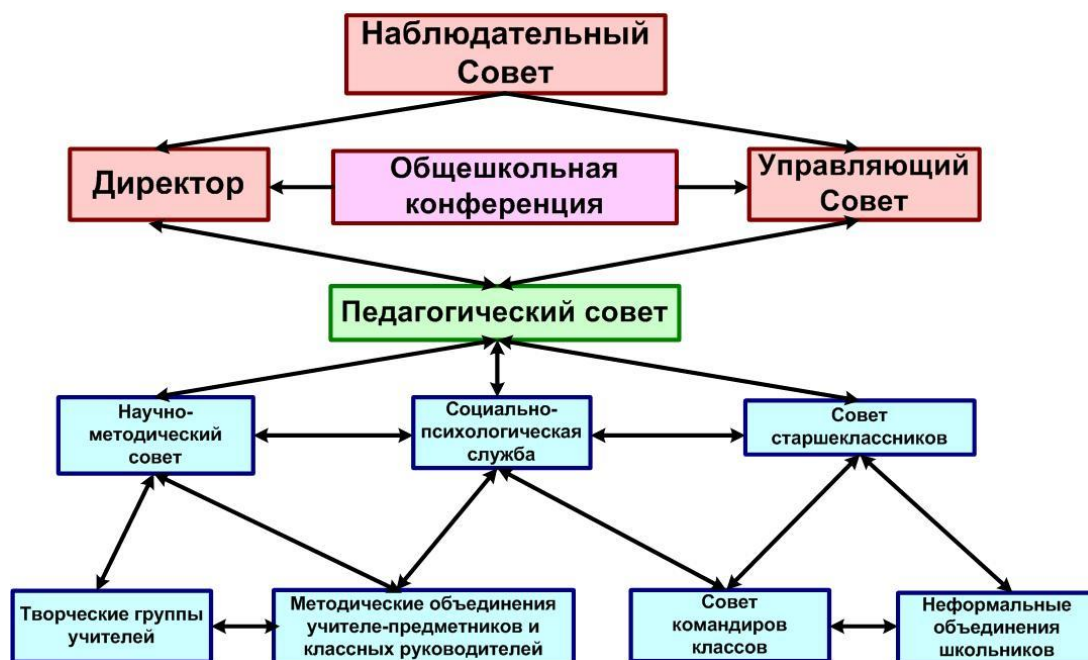 Наблюдательный
Совет
Директор
Общешкольная
конференция
Управляющий
Совет
Педагогический совет
Научно-
методический
совет
Социально-
психологическая
служба
Совет
старшеклассников
Творческие группы
учителей
Методические объединения
учителе-предметников и
классных руководителей
Совет
командиров
классов
Неформальные
объединения
школьников